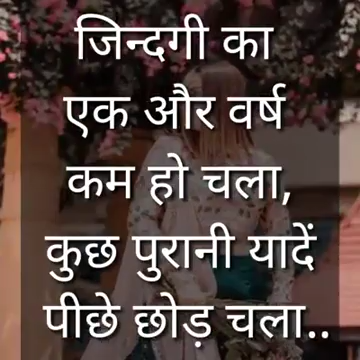 जिन्दगी का
एक और वर्ष
कम हो चला,
कुछ पुरानी यादें
पीछे छोड़ चला..